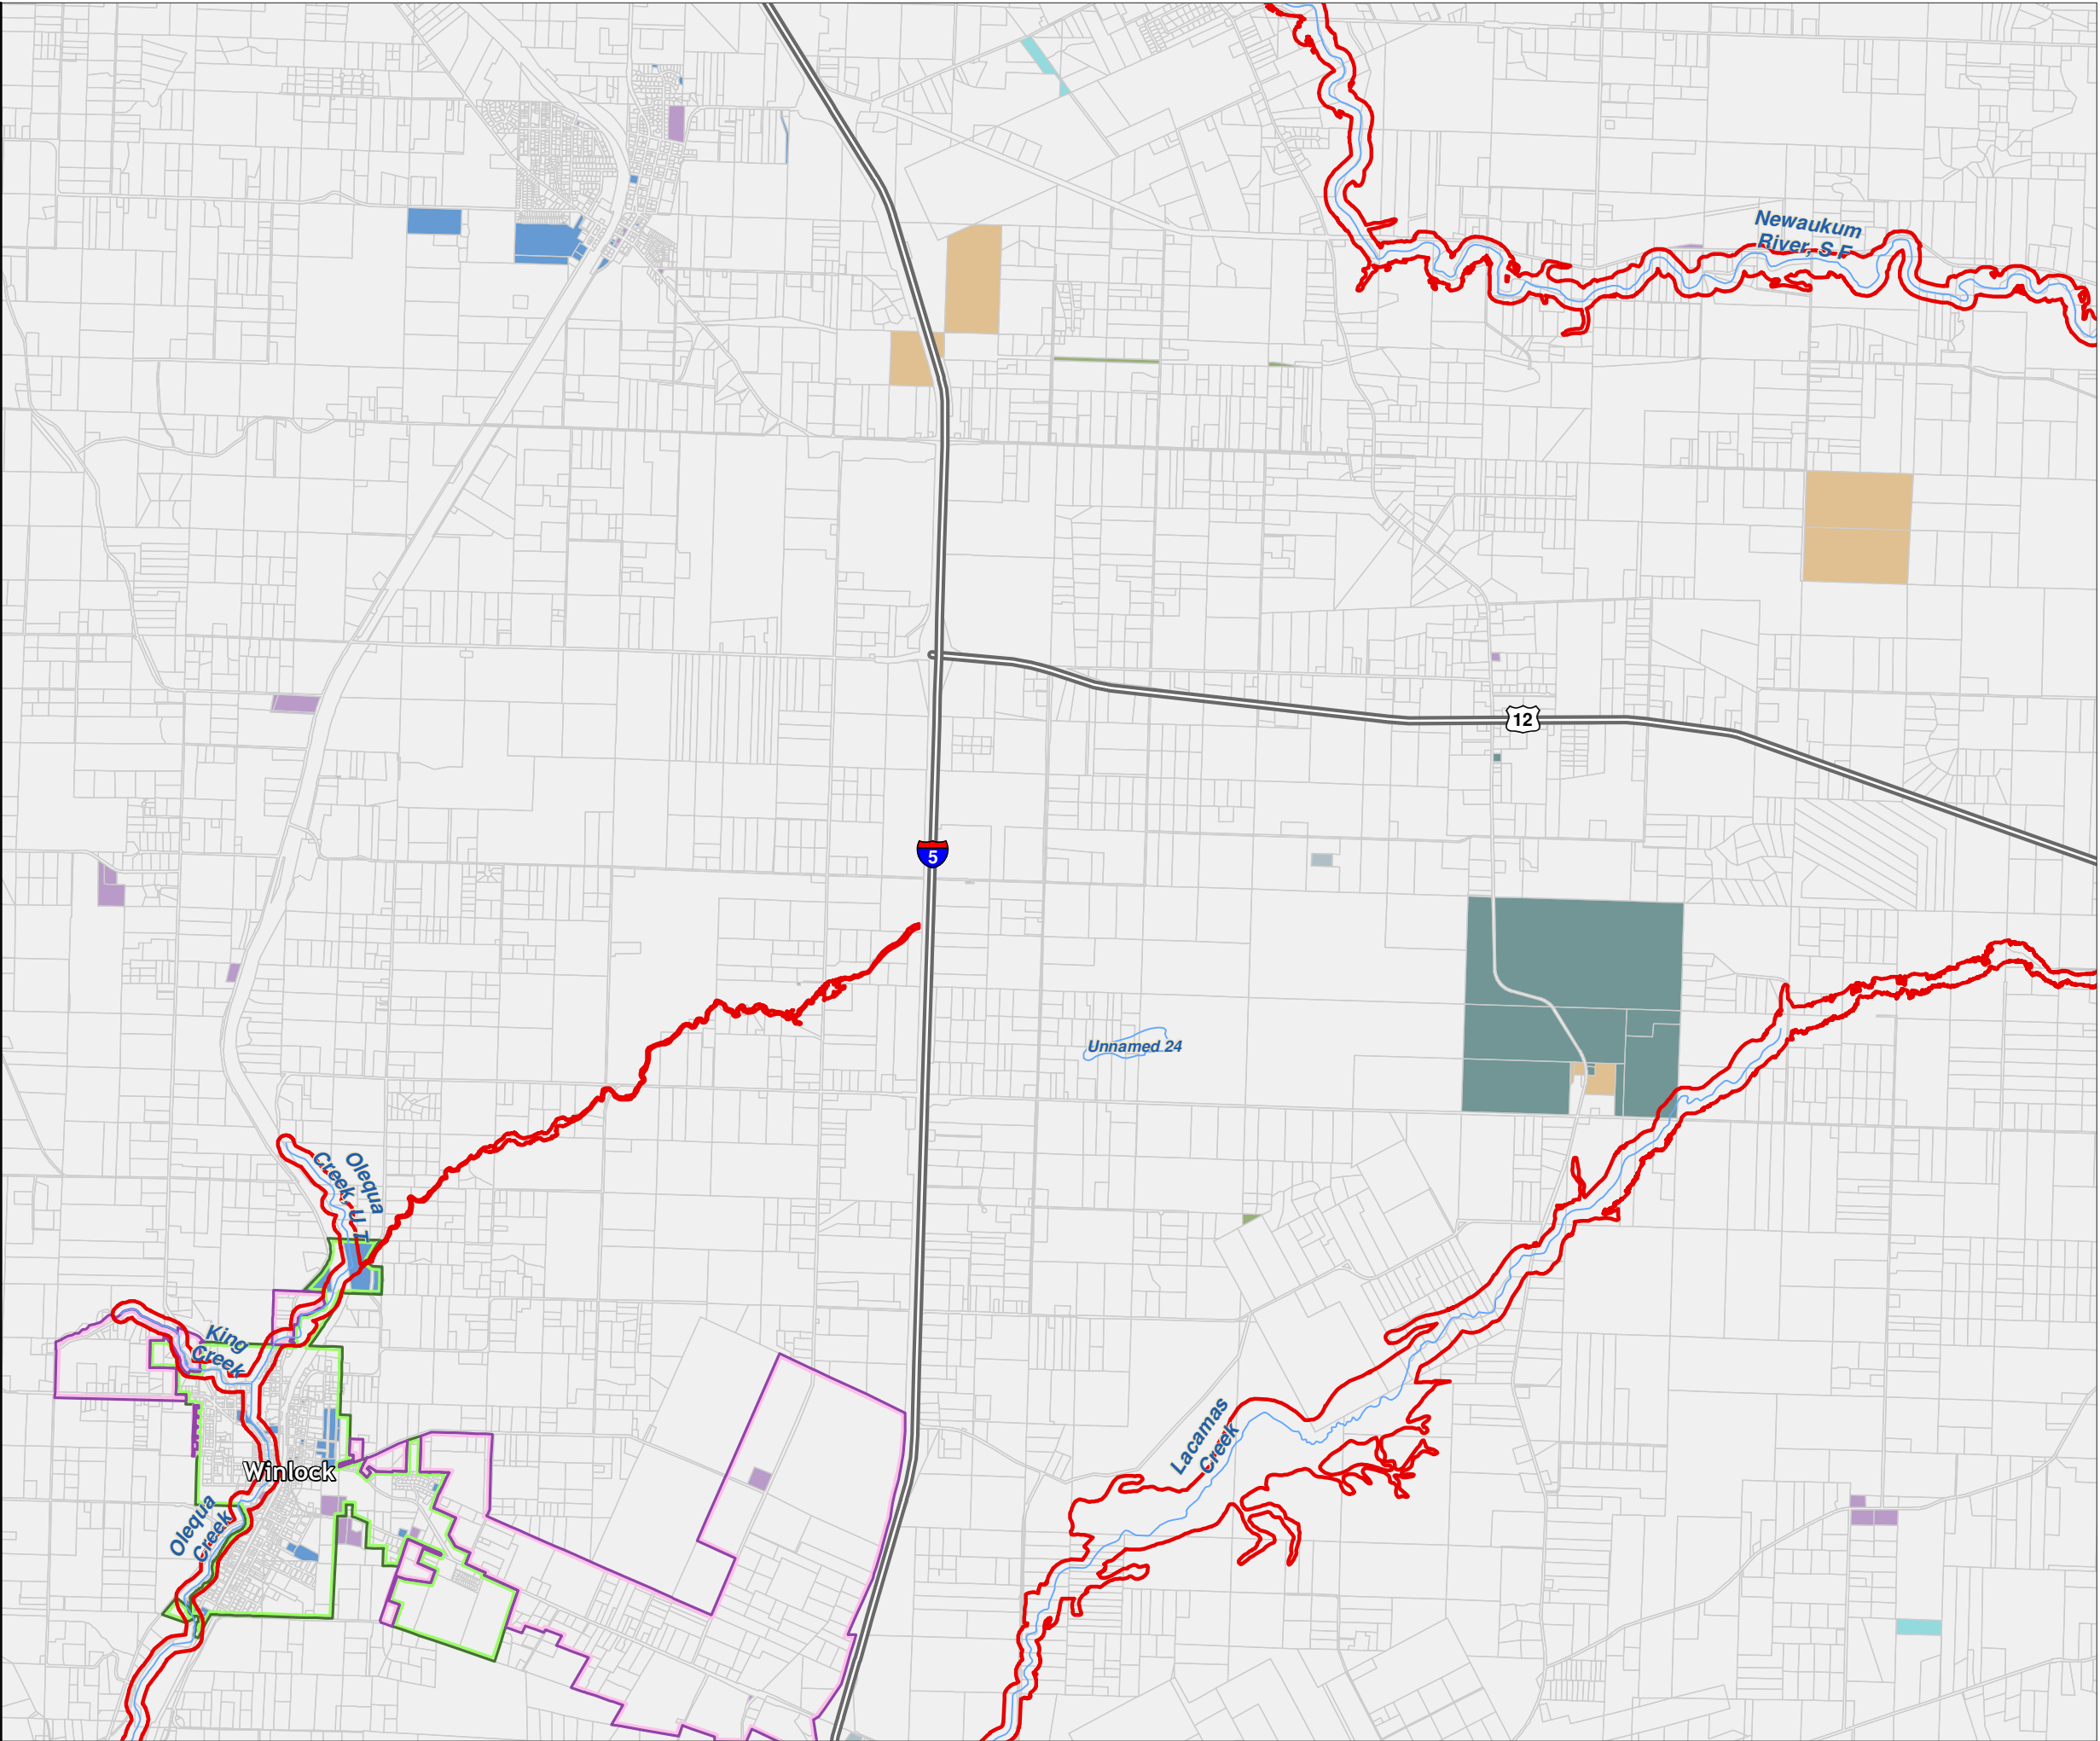 Newaukum
River, S F
12
5
Unnamed 24
Olequa
Creek, U T
King
Creek
Lacamas
Creek
Winlock
Olequa
Creek